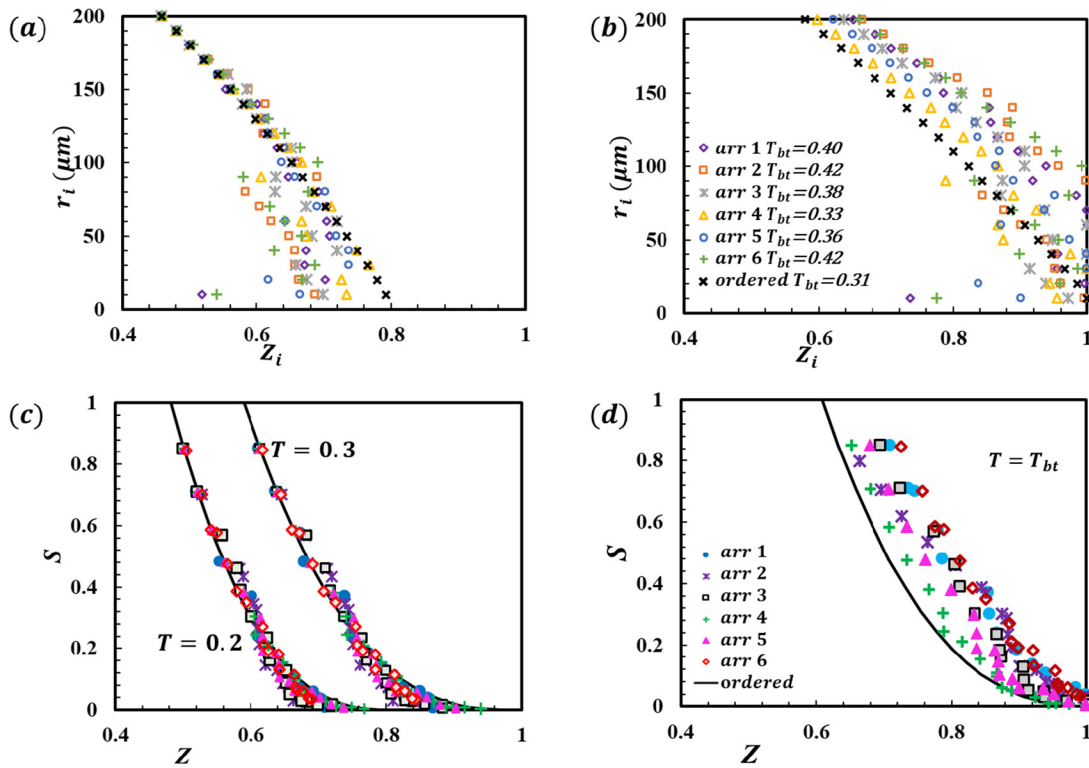 (a)
200
150
100
50
0
r_i (μm)
0.4 0.6 0.8 1
Z_i
(b)
200
150
100
50
0
r_i (μm)
arr 1 T_bt=0.40
arr 2 T_bt=0.42
arr 3 T_bt=0.38
arr 4 T_bt=0.33
arr 5 T_bt=0.36
arr 6 T_bt=0.42
ordered T_bt=0.31
0.4 0.6 0.8 1
Z_i
(c)
1
0.8
0.6
0.4
0.2
0
S
T = 0.3
T = 0.2
0.4 0.6 0.8 1
Z
(d)
1
0.8
0.6
0.4
0.2
0
S
T = T_bt
arr 1
arr 2
arr 3
arr 4
arr 5
arr 6
ordered
0.4 0.6 0.8 1
Z